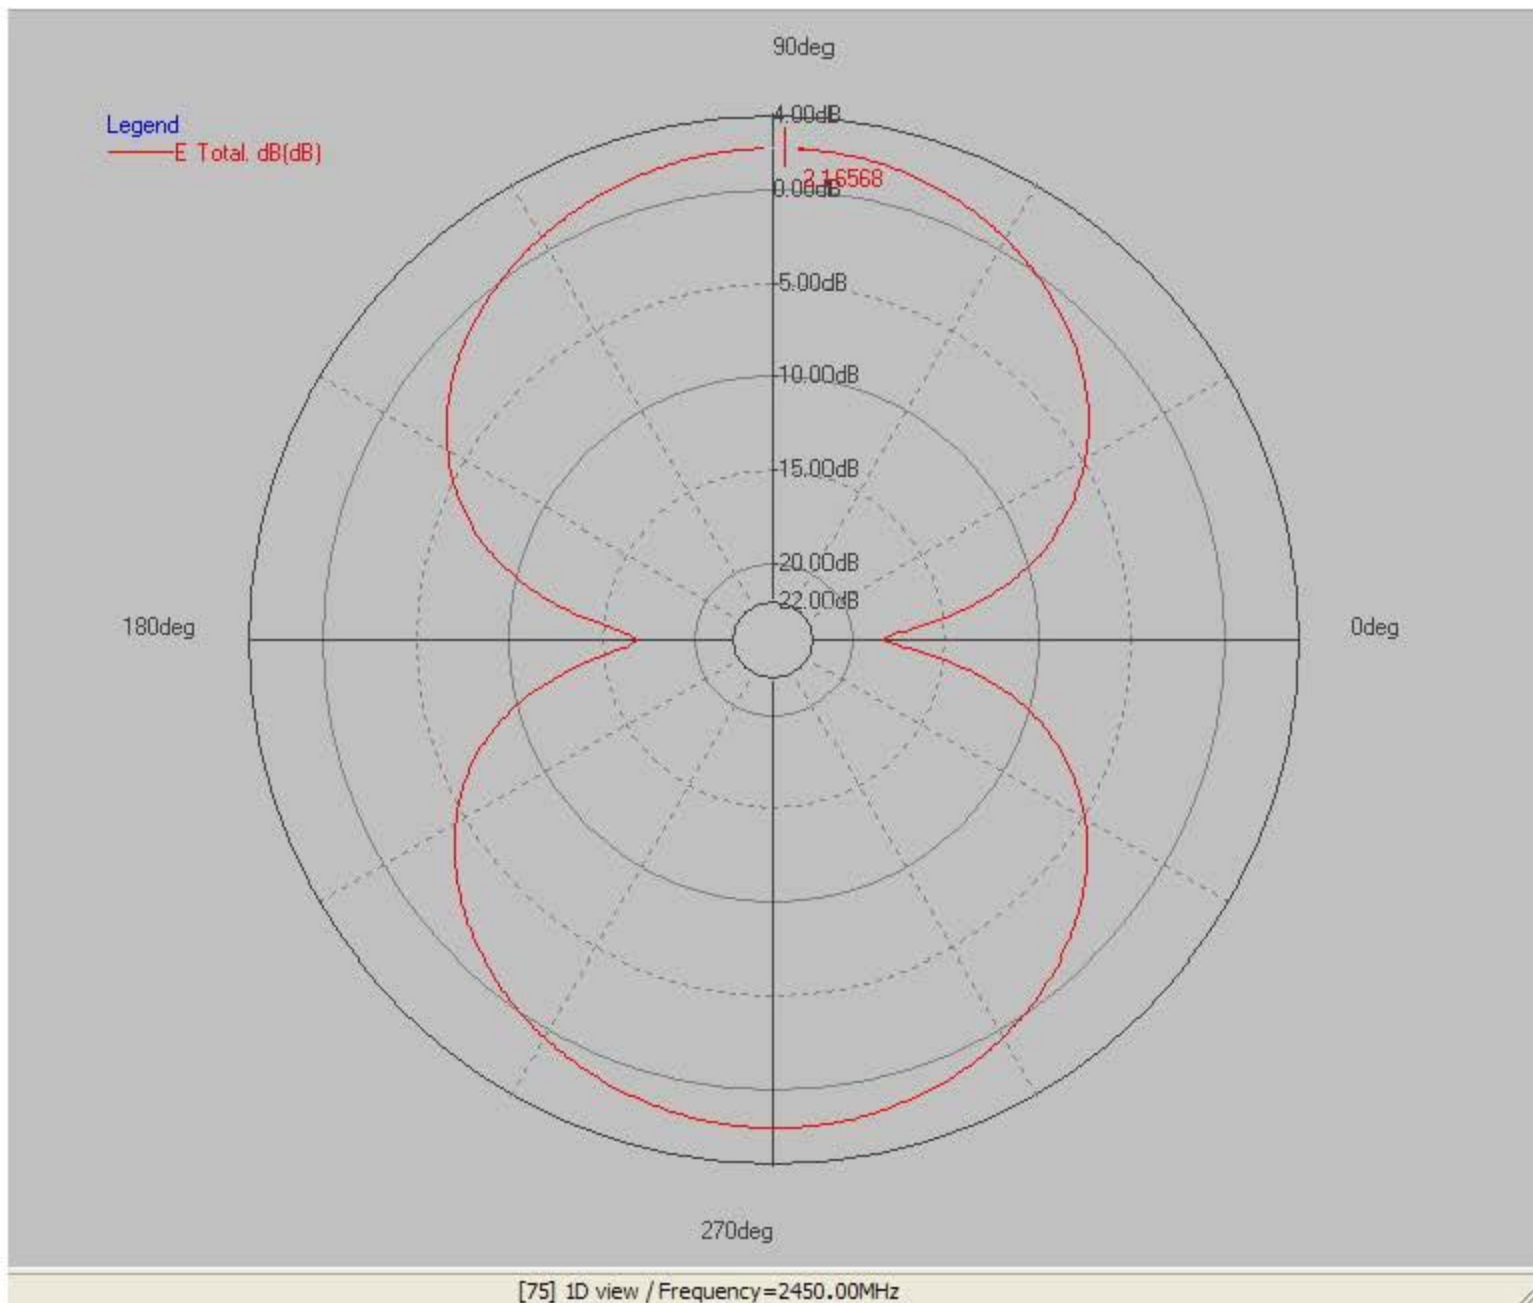 90deg
Legend
E Total, dB(dB)
4.00dB
2.16568
0.00dB
-5.00dB
-10.00dB
-15.00dB
-20.00dB
-22.00dB
180deg
0deg
270deg
[75] 1D view / Frequency=2450.00MHz